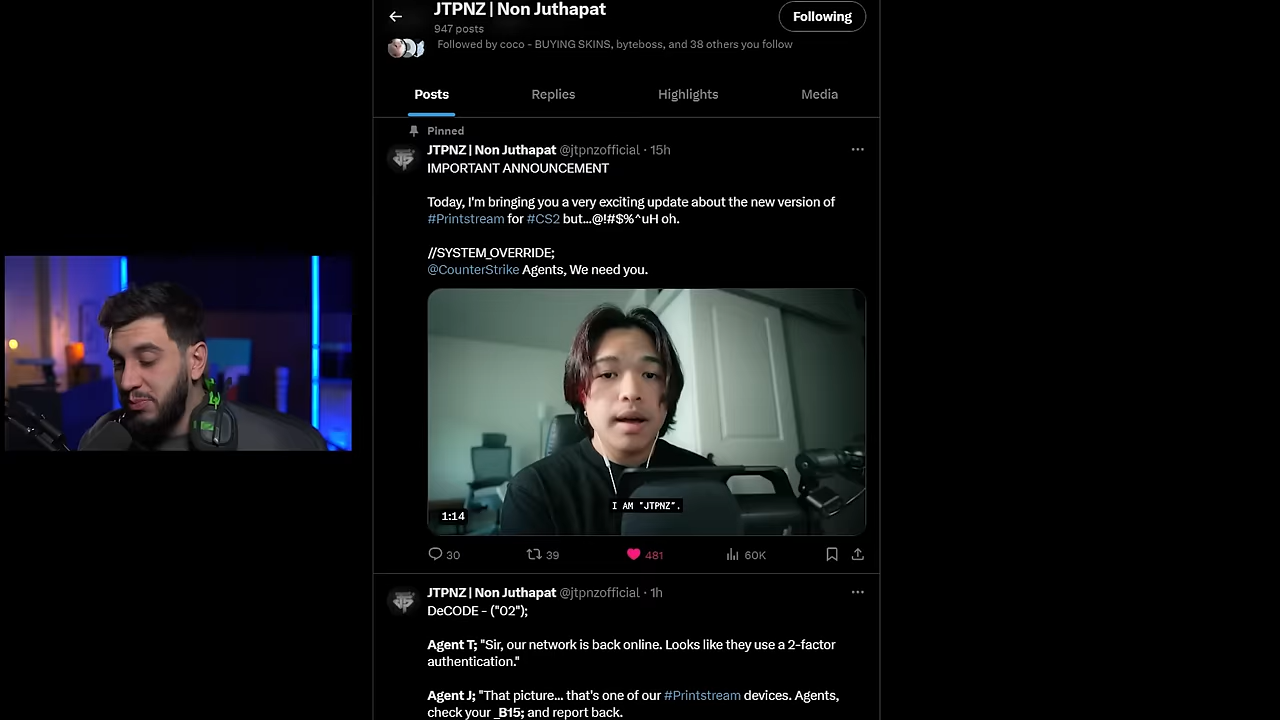 JTPNZ | Non Juthapat
947 posts
Following
Followed by coco - BUYING SKINS, byteboss, and 38 others you follow
Posts
Replies
Highlights
Media
Pinned
JTPNZ | Non Juthapat @jtpnzofficial · 15h
IMPORTANT ANNOUNCEMENT
Today, I'm bringing you a very exciting update about the new version of
#Printstream for #CS2 but...@!#$%^uH oh.
//SYSTEM_OVERRIDE;
@CounterStrike Agents, We need you.
I AM "JTPNZ".
1:14
30
39
481
60K
JTPNZ | Non Juthapat @jtpnzofficial · 1h
DeCODE - ("02");
Agent T; "Sir, our network is back online. Looks like they use a 2-factor
authentication."
Agent J; "That picture... that's one of our #Printstream devices. Agents,
check your _B15; and report back.